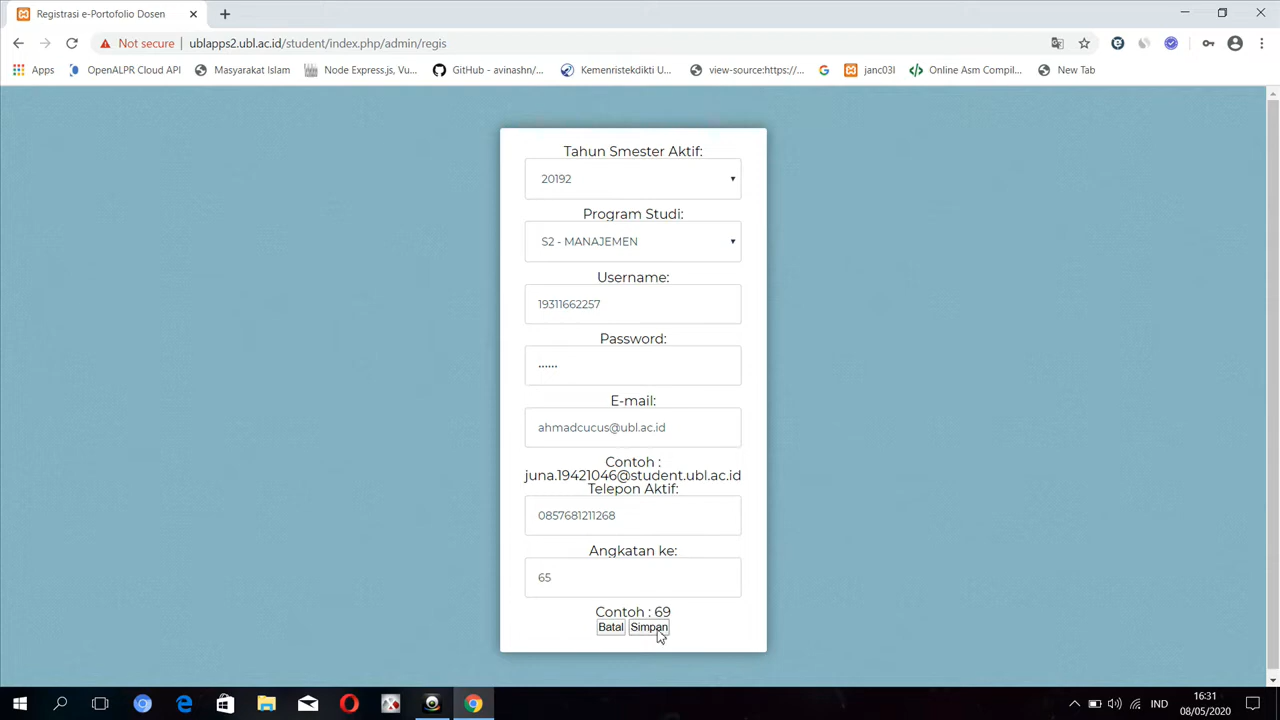 Registrasi e-Portofolio Dosen
Not secure
ublapps2.ubl.ac.id/student/index.php/admin/regis
Apps
OpenALPR Cloud API
Masyarakat Islam
Node Express.js, Vu...
GitHub - avinashn/...
Kemenristekdikti U...
view-source:https://...
janc03l
Online Asm Compil...
New Tab
Tahun Smester Aktif:
20192
Program Studi:
S2 - MANAJEMEN
Username:
19311662257
Password:
......
E-mail:
ahmadcucus@ubl.ac.id
Contoh :
juna.19421046@student.ubl.ac.id
Telepon Aktif:
0857681211268
Angkatan ke:
65
Contoh : 69
Batal
Simpan
IND
16:31
08/05/2020